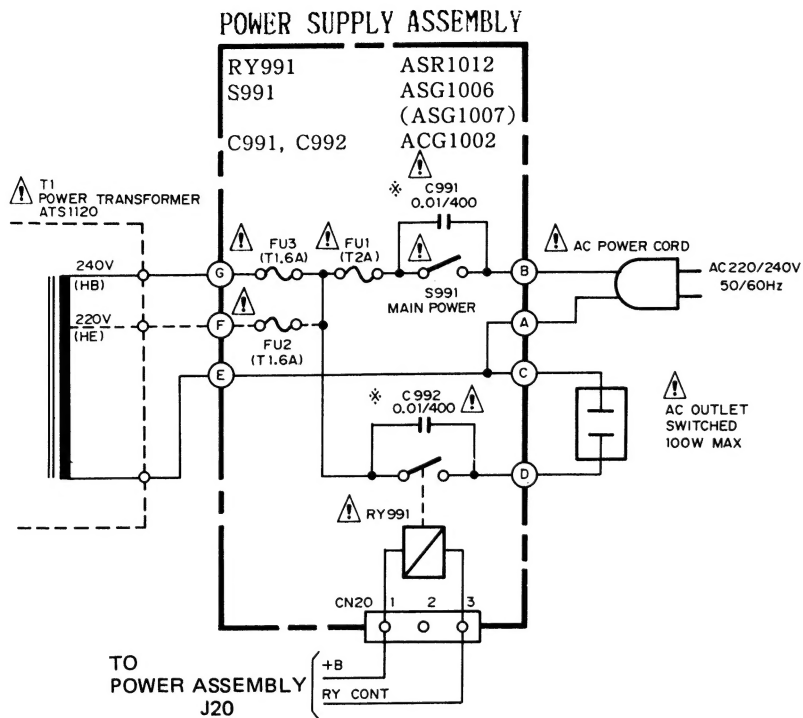 POWER SUPPLY ASSEMBLY
RY991 ASR1012
S991 ASG1006
(ASG1007)
C991, C992 ACG1002
T1
POWER TRANSFORMER
ATS1120
※ C991
0.01/400
FU3
(T1.6A)
FU1
(T2A)
S991
MAIN POWER
AC POWER CORD
AC220/240V
50/60Hz
240V
(HB)
220V
(HE)
G
F
E
FU2
(T1.6A)
B
A
C
D
※ C992
0.01/400
AC OUTLET
SWITCHED
100W MAX
RY991
CN20 1 2 3
TO
POWER ASSEMBLY
J20
+B
RY CONT